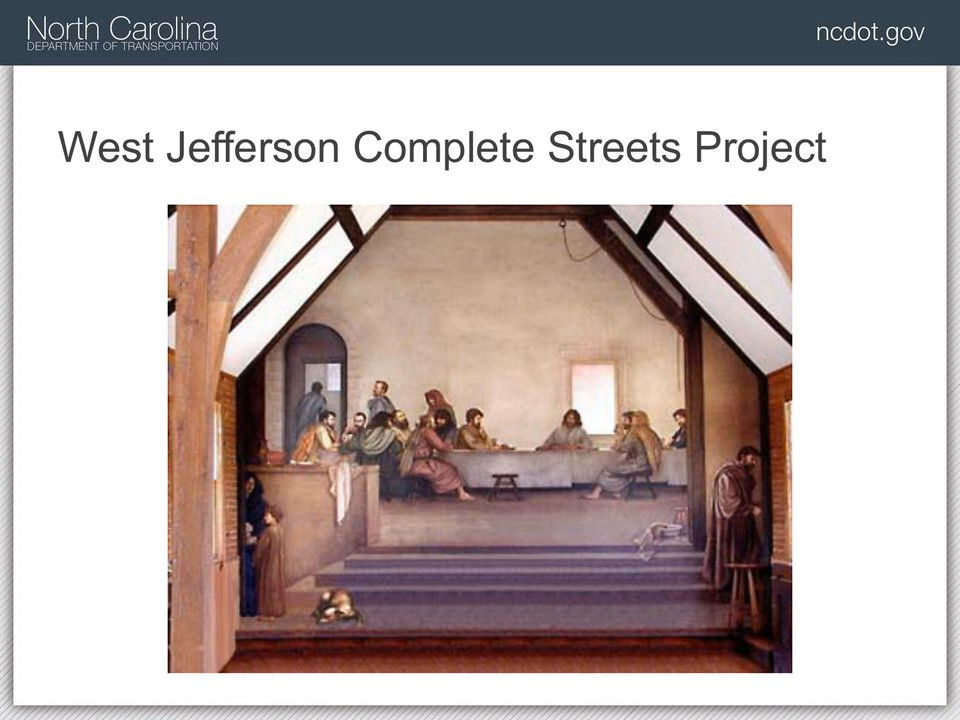 North Carolina
DEPARTMENT OF TRANSPORTATION
ncdot.gov
West Jefferson Complete Streets Project